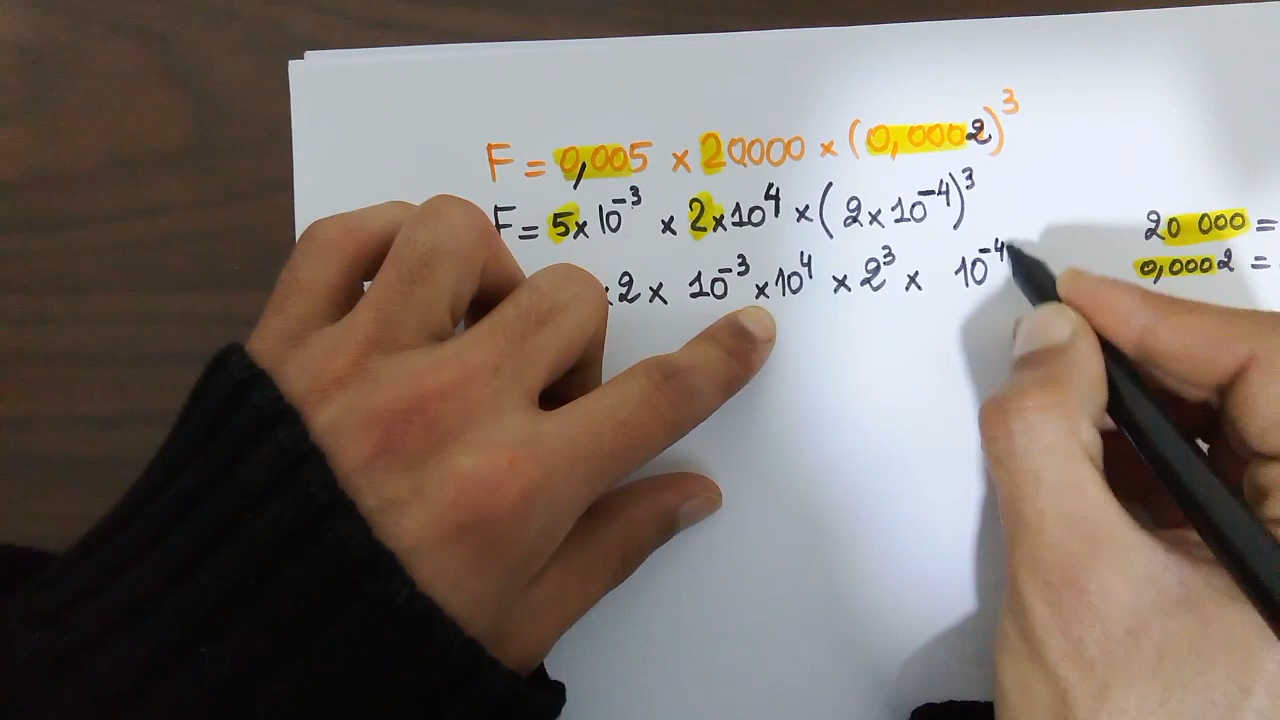 F = 0,005 × 20000 × (0,0002)³
F = 5×10⁻³ × 2×10⁴ × (2×10⁻⁴)³
×2× 10⁻³×10⁴ × 2³ × 10⁻⁴
20 000 =
0,0002 =